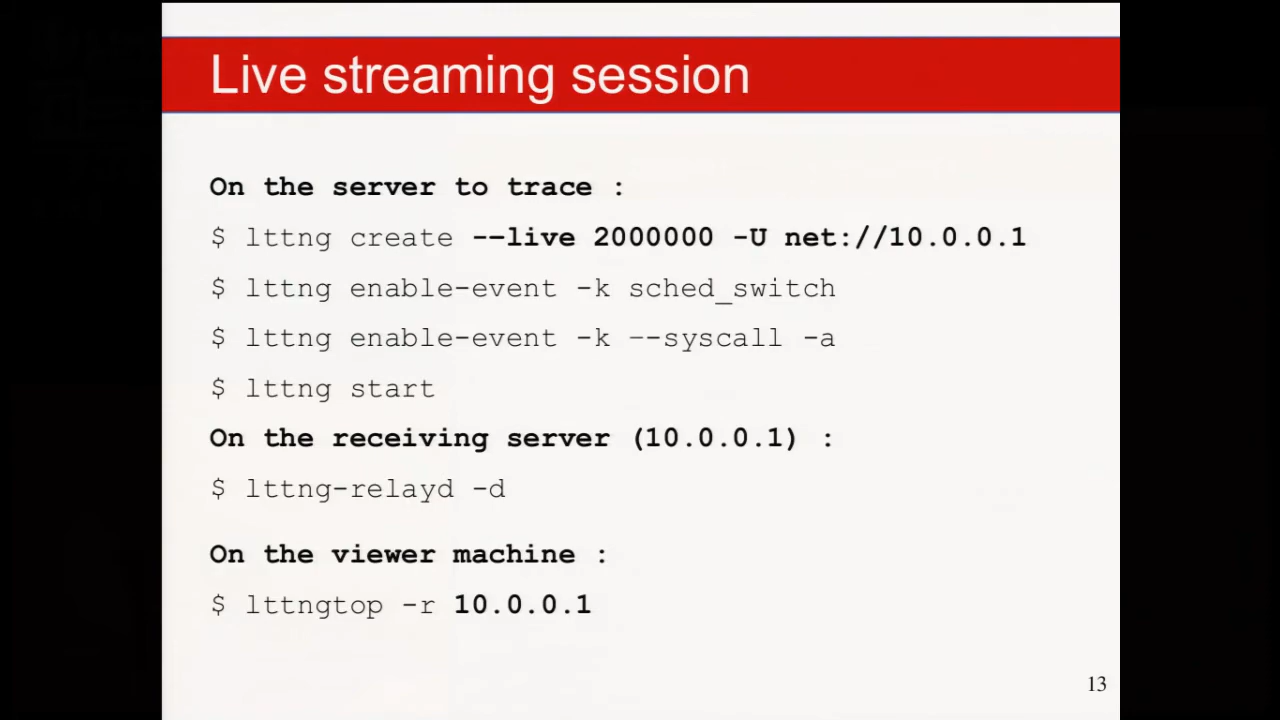 Live streaming session
On the server to trace :
$ lttng create --live 2000000 -U net://10.0.0.1
$ lttng enable-event -k sched_switch
$ lttng enable-event -k --syscall -a
$ lttng start
On the receiving server (10.0.0.1) :
$ lttng-relayd -d
On the viewer machine :
$ lttngtop -r 10.0.0.1
13